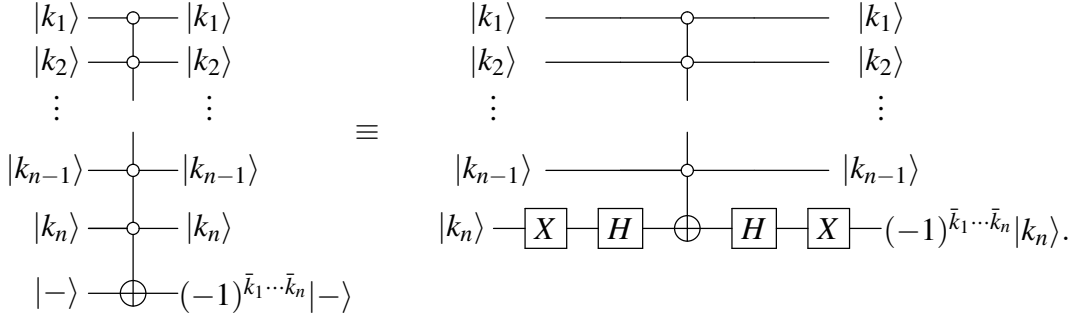 |k₁⟩ |k₁⟩ |k₁⟩ |k₁⟩
|k₂⟩ |k₂⟩ |k₂⟩ |k₂⟩
⋮ ⋮ ⋮ ⋮
≡
|kₙ₋₁⟩ |kₙ₋₁⟩ |kₙ₋₁⟩ |kₙ₋₁⟩
|kₙ⟩ |kₙ⟩ |kₙ⟩ X H H X (−1)^{k̄₁⋯k̄ₙ}|kₙ⟩.
|−⟩ (−1)^{k̄₁⋯k̄ₙ}|−⟩